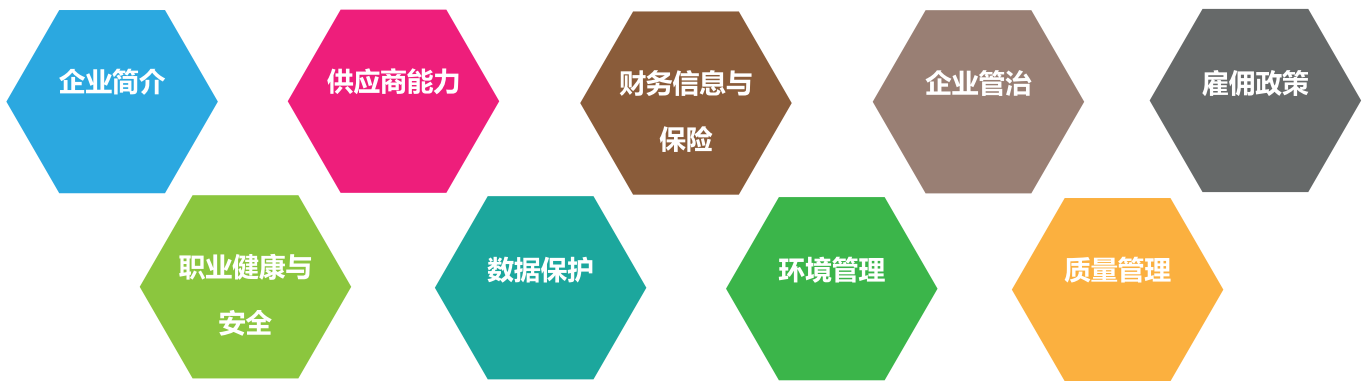 企业简介
供应商能力
财务信息与
保险
企业管治
雇佣政策
职业健康与
安全
数据保护
环境管理
质量管理